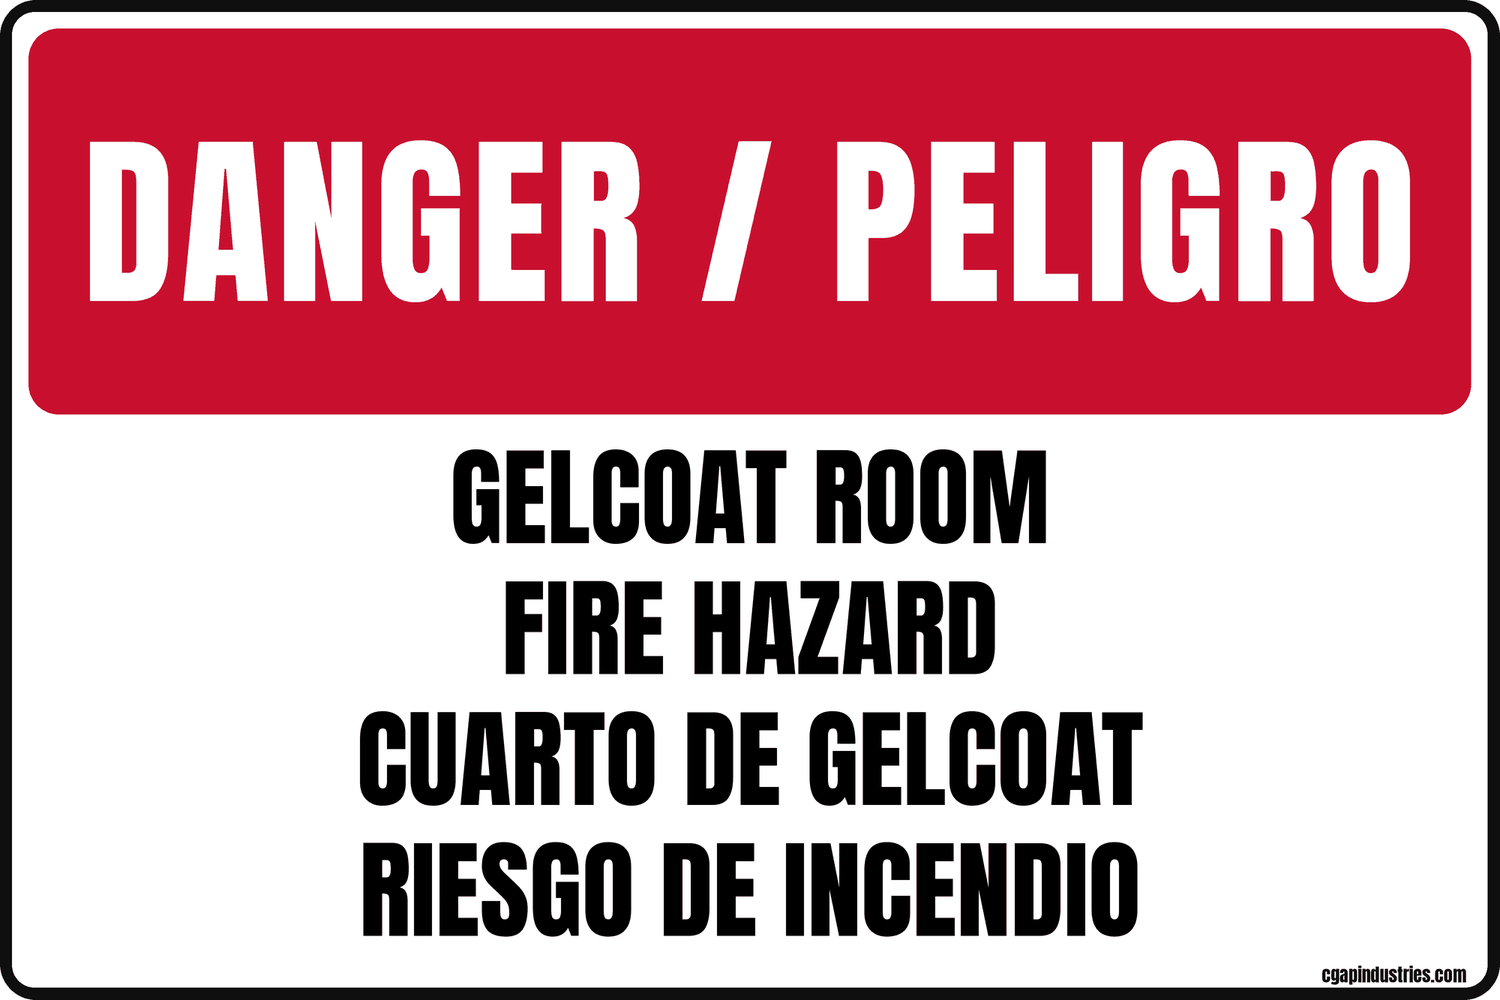 DANGER / PELIGRO
GELCOAT ROOM
FIRE HAZARD
CUARTO DE GELCOAT
RIESGO DE INCENDIO
cgapindustries.com